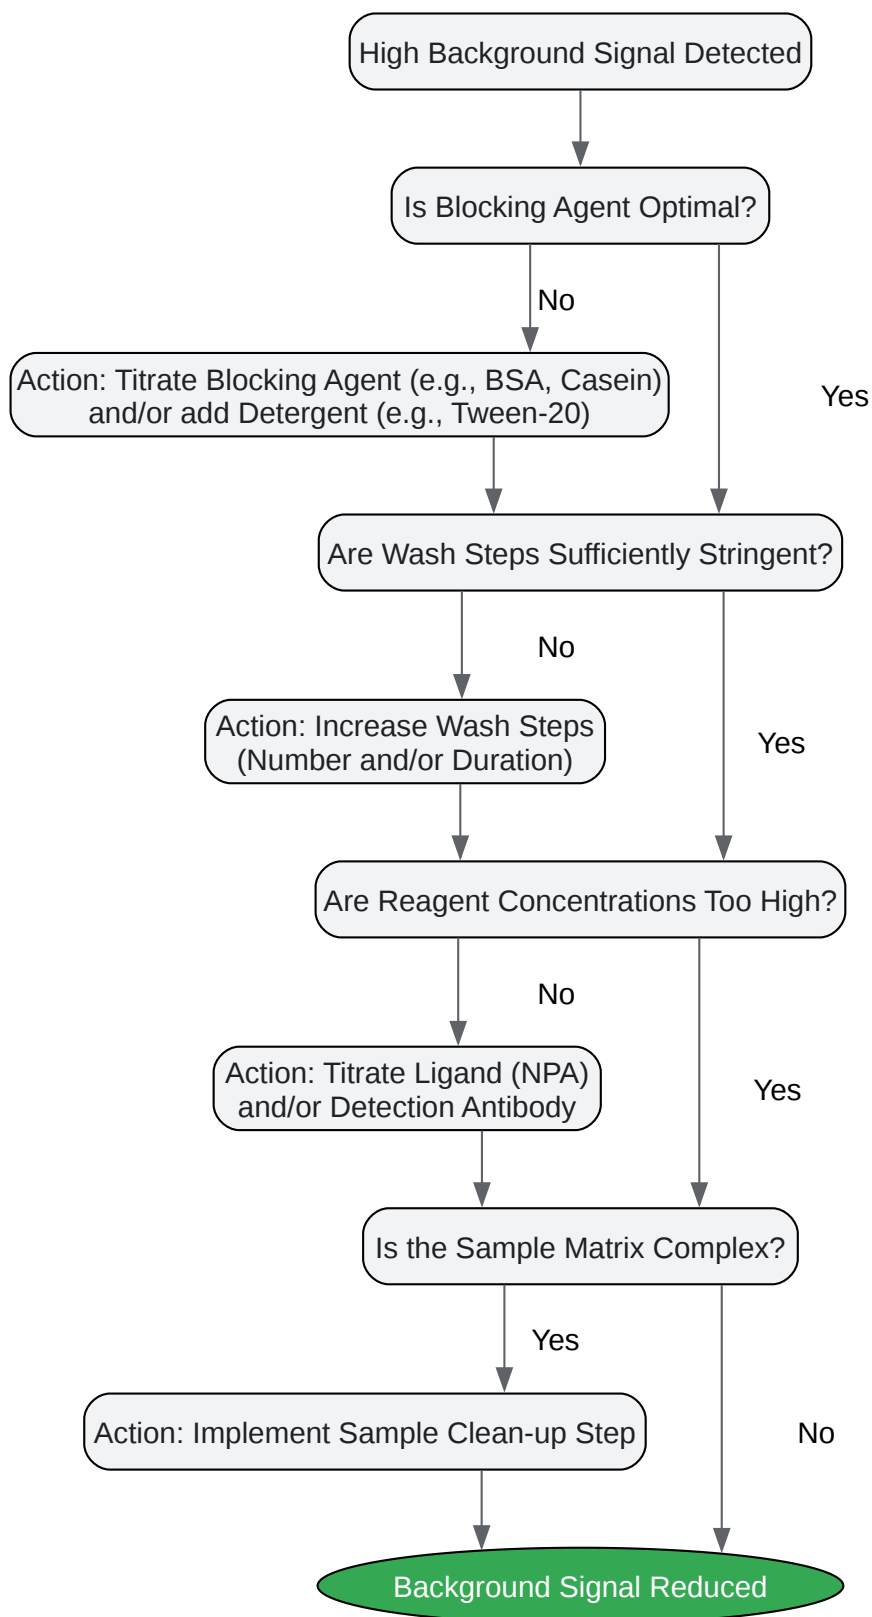 High Background Signal Detected
Is Blocking Agent Optimal?
No
Action: Titrate Blocking Agent (e.g., BSA, Casein)
and/or add Detergent (e.g., Tween-20)
Yes
Are Wash Steps Sufficiently Stringent?
No
Action: Increase Wash Steps
(Number and/or Duration)
Yes
Are Reagent Concentrations Too High?
No
Action: Titrate Ligand (NPA)
and/or Detection Antibody
Yes
Is the Sample Matrix Complex?
Yes
Action: Implement Sample Clean-up Step
No
Background Signal Reduced